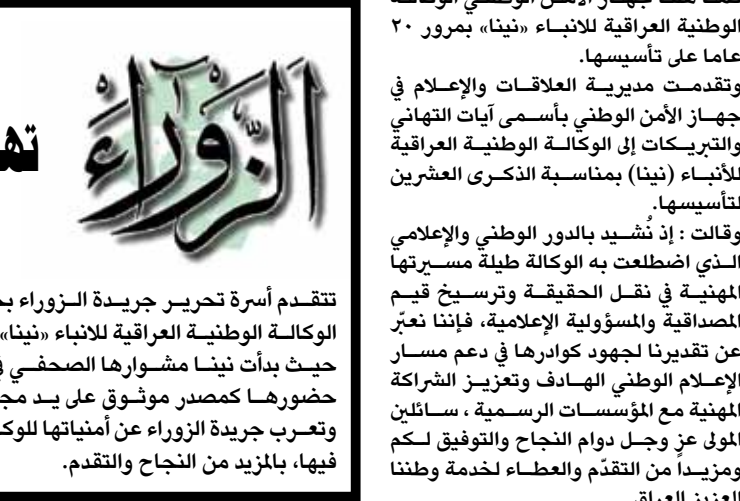 الوطنية العراقية للانباء «نينا» بمرور ٢٠
عاما على تأسيسها.
وتقدمت مديرية العلاقات والإعلام في
جهاز الأمن الوطني بأسمى آيات التهاني
والتبريكات إلى الوكالة الوطنية العراقية
للأنباء (نينا) بمناسبة الذكرى العشرين
لتأسيسها.
وقالت : إذ نُشيد بالدور الوطني والإعلامي
الذي اضطلعت به الوكالة طيلة مسيرتها
المهنية في نقل الحقيقة وترسيخ قيم
المصداقية والمسؤولية الإعلامية، فإننا نعبّر
عن تقديرنا لجهود كوادرها في دعم مسار
الإعلام الوطني الهادف وتعزيز الشراكة
المهنية مع المؤسسات الرسمية ، سائلين
المولى عز وجل دوام النجاح والتوفيق لكم
ومزيداً من التقدّم والعطاء لخدمة وطننا
العزيز العراق
الزوراء
تتقدم أسرة تحرير جريدة الزوراء
الوكالة الوطنية العراقية للانباء «نينا»
حيث بدأت نينا مشوارها الصحفي
حضورها كمصدر موثوق على يد
وتعرب جريدة الزوراء عن أمنياتها
فيها، بالمزيد من النجاح والتقدم.